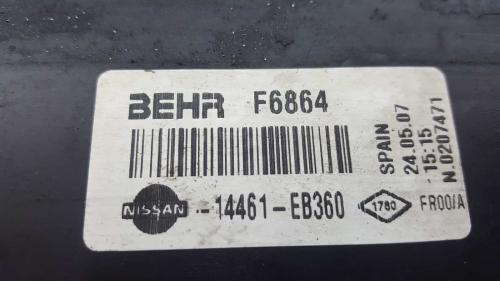 BEHR F6864
NISSAN -14461-EB360
1780
FR00/A
SPAIN
24.05.07
15:15
N.0207471